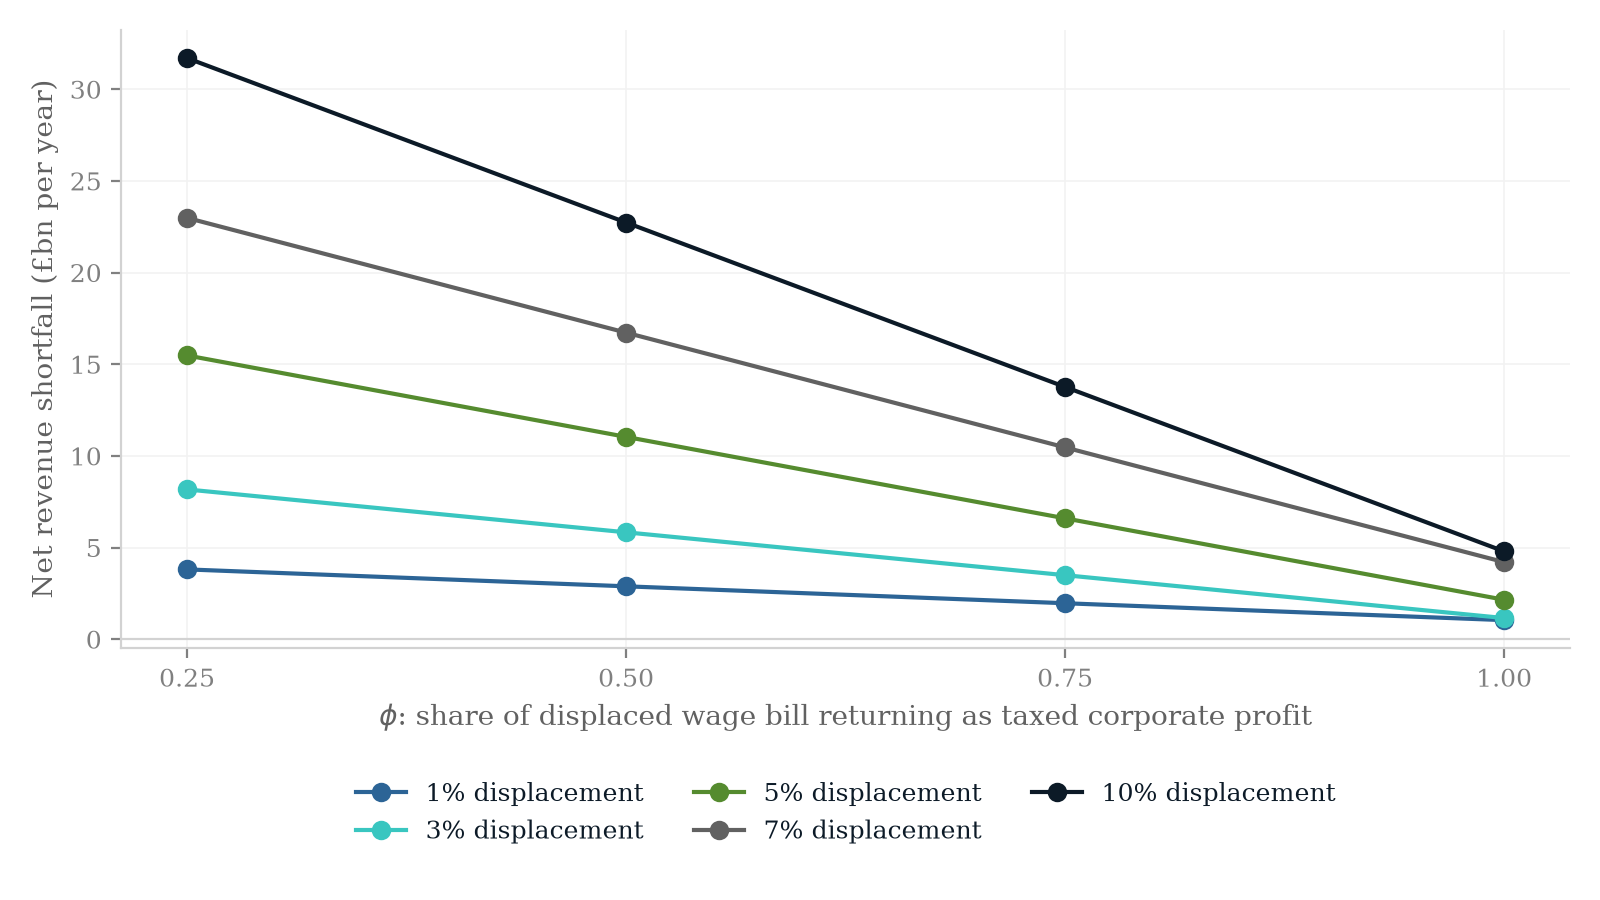 Net revenue shortfall (£bn per year)
30
25
20
15
10
5
0
0.25 0.50 0.75 1.00
ϕ: share of displaced wage bill returning as taxed corporate profit
1% displacement 5% displacement 10% displacement
3% displacement 7% displacement